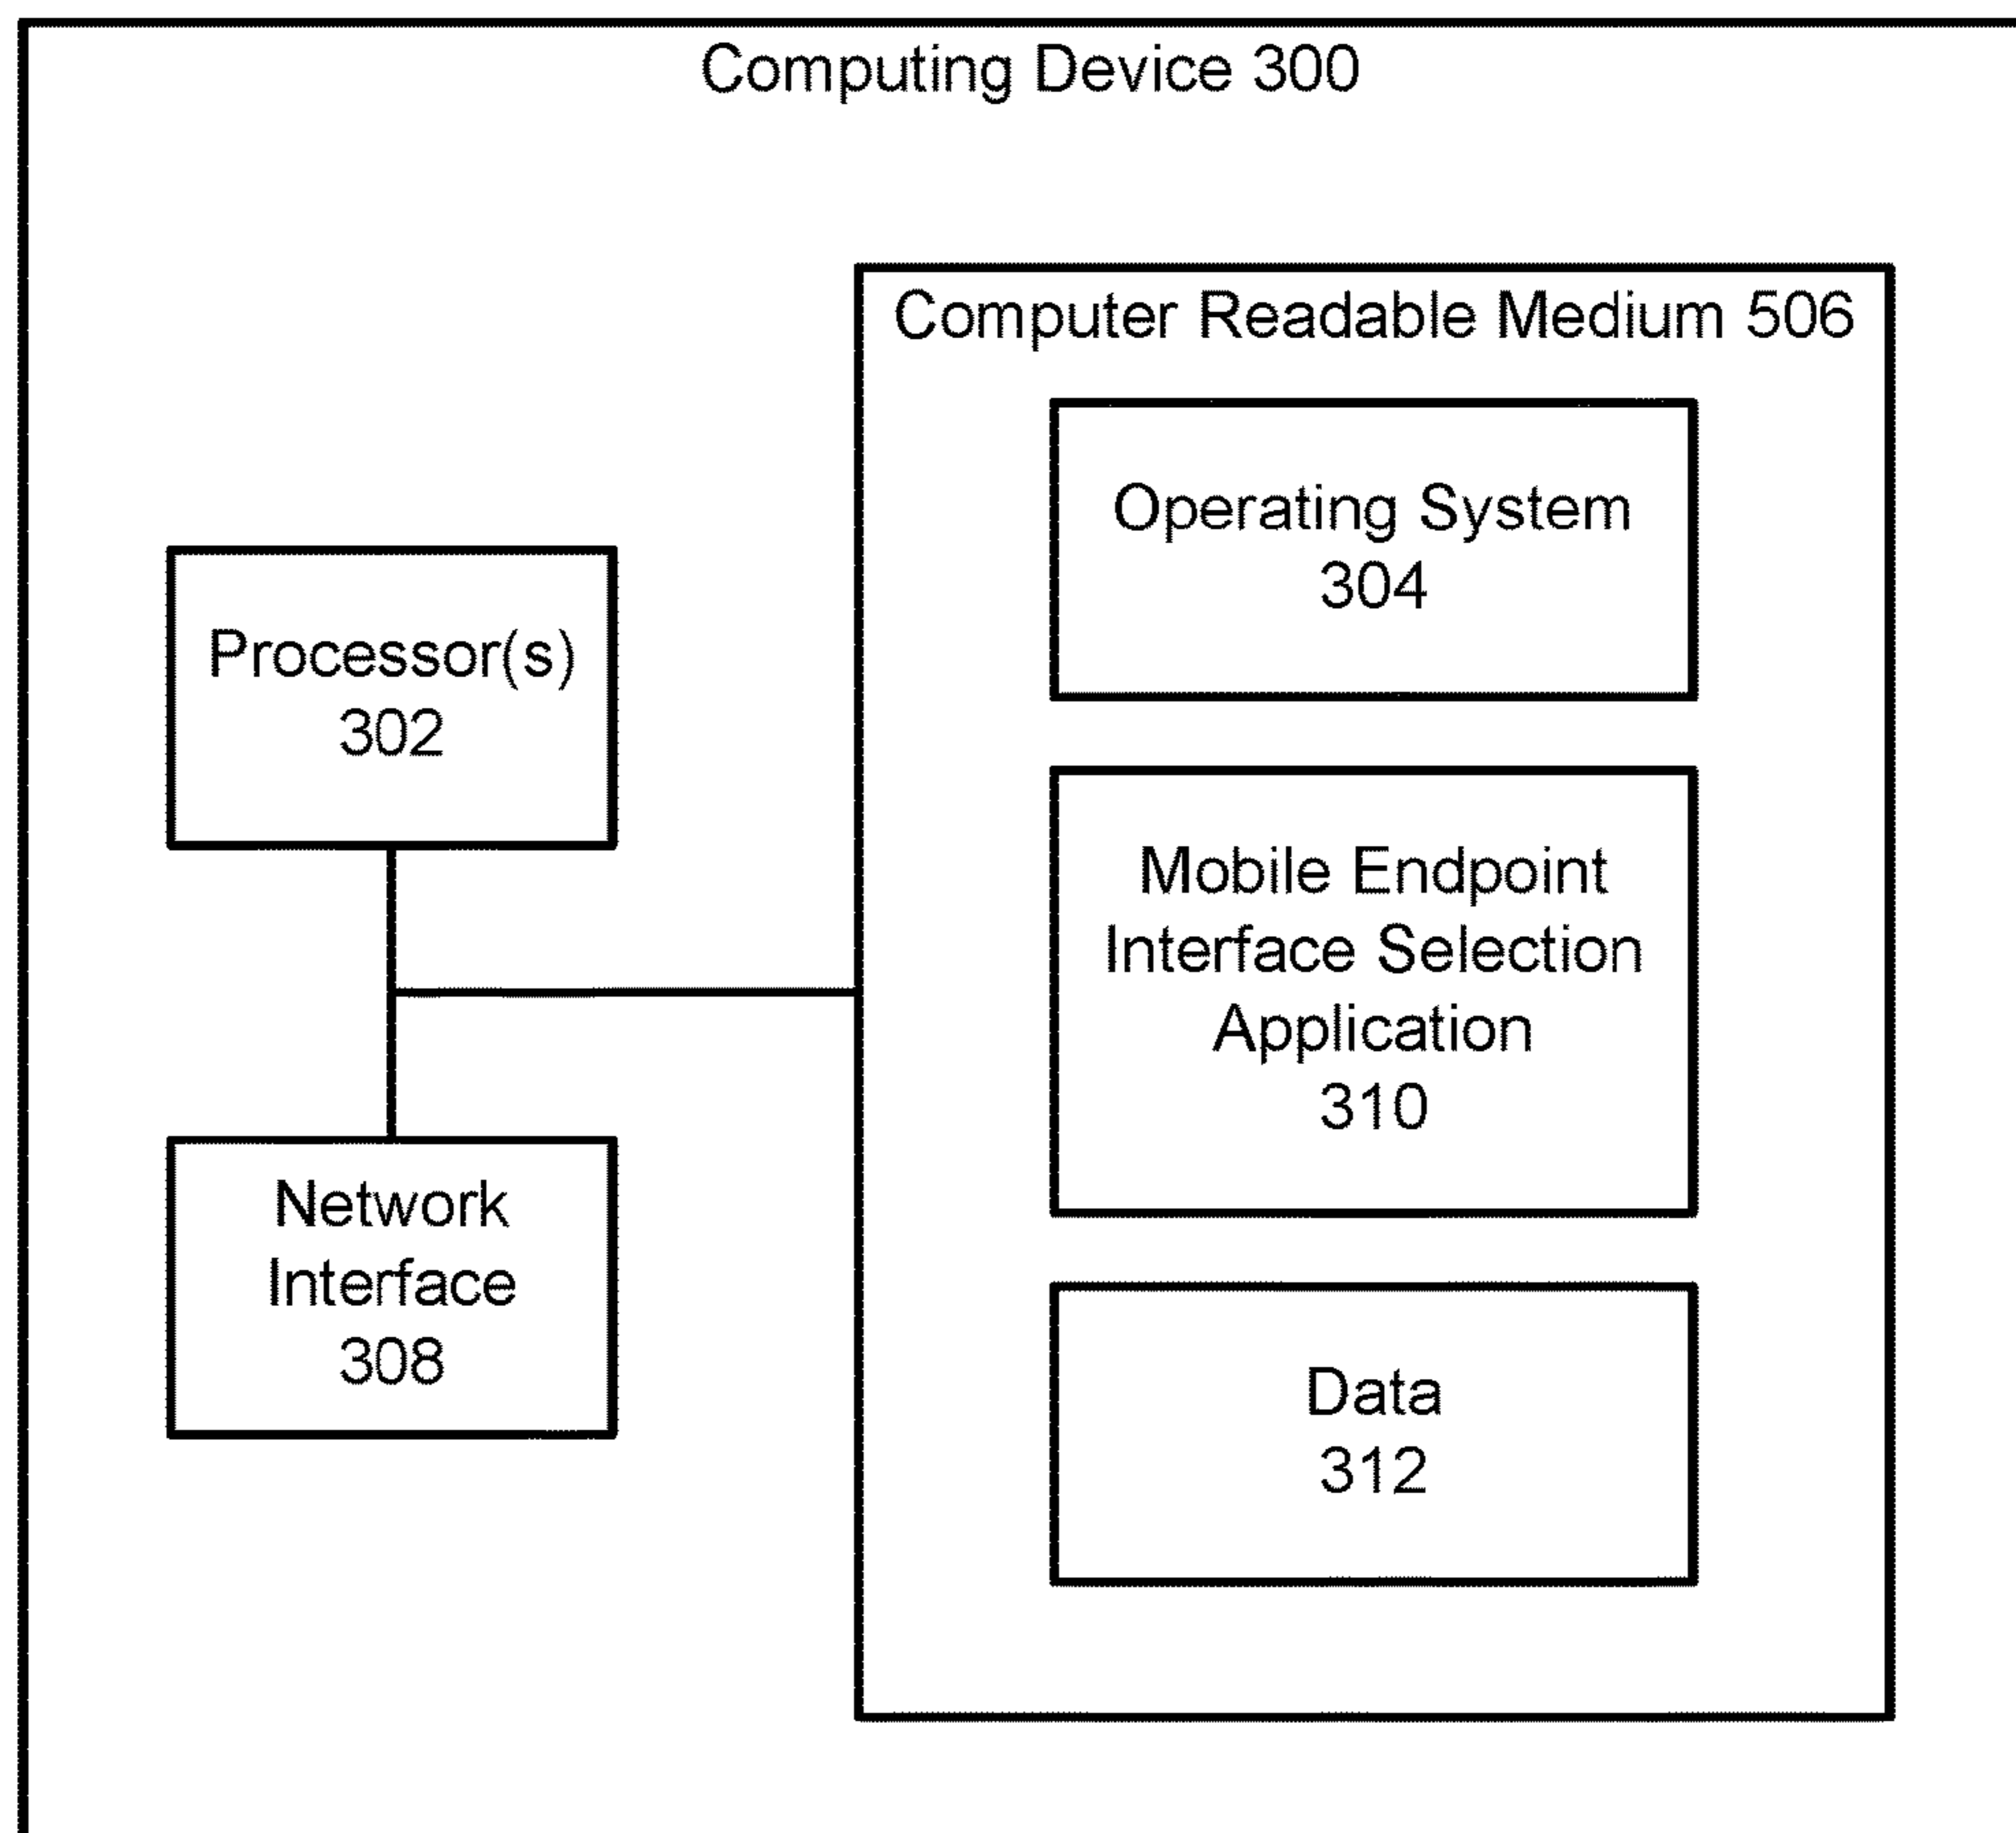 Computing Device 300
Computer Readable Medium 506
Operating System
304
Processor(s)
302
Mobile Endpoint
Interface Selection
Application
310
Network
Interface
308
Data
312